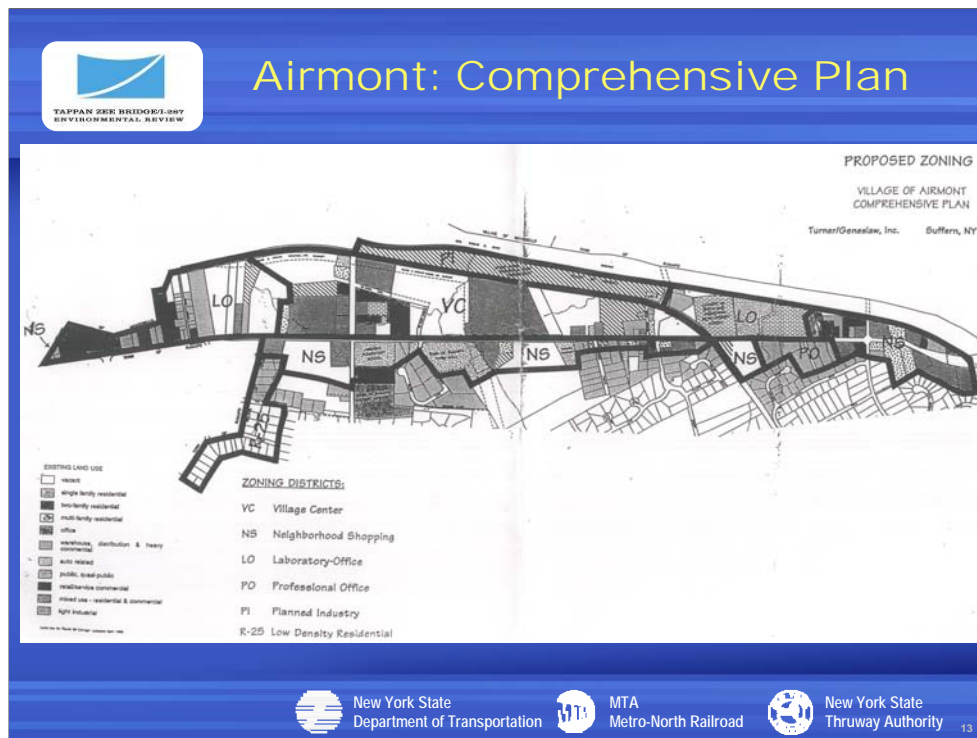 Airmont: Comprehensive Plan
TAPPAN ZEE BRIDGE/I-287
ENVIRONMENTAL REVIEW
PROPOSED ZONING
VILLAGE OF AIRMONT
COMPREHENSIVE PLAN
Turner/Geneslaw, Inc. Suffern, NY
PI
LO
VC
LO
NS
NS
NS
NS
PO
NS
R-25
EXISTING LAND USE
vacant
single family residential
two-family residential
multi-family residential
office
warehouse, distribution & heavy
commercial
auto related
public, quasi-public
retail/service commercial
mixed use - residential & commercial
light industrial
ZONING DISTRICTS:
VC Village Center
NS Neighborhood Shopping
LO Laboratory-Office
PO Professional Office
PI Planned Industry
R-25 Low Density Residential
New York State
Department of Transportation
MTA
Metro-North Railroad
New York State
Thruway Authority
13